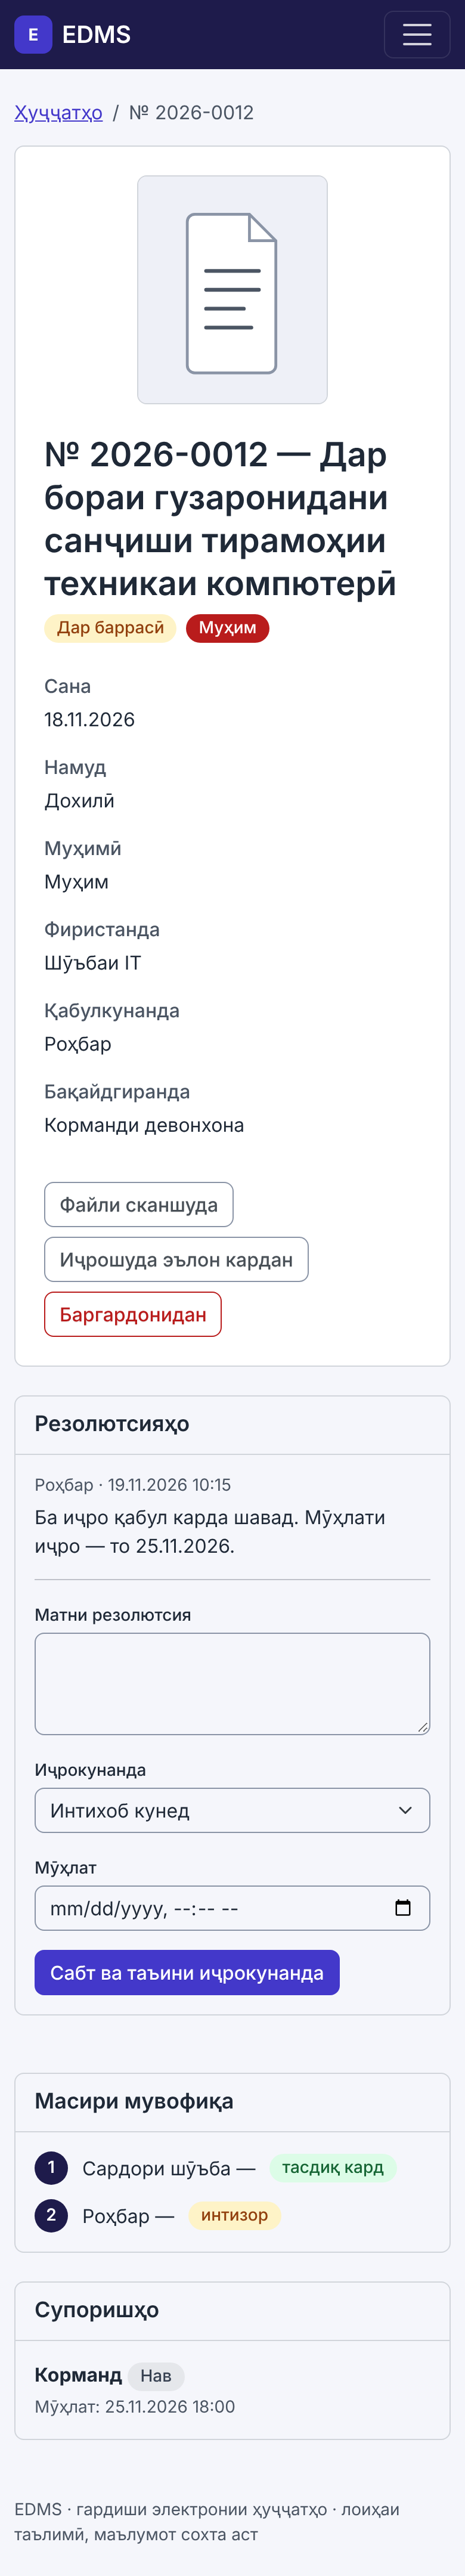 E EDMS
Ҳуҷҷатҳо / № 2026-0012
№ 2026-0012 — Дар
бораи гузаронидани
санҷиши тирамоҳии
техникаи компютерӣ
Дар баррасӣ Муҳим
Сана
18.11.2026
Намуд
Дохилӣ
Муҳимӣ
Муҳим
Фиристанда
Шӯъбаи IT
Қабулкунанда
Роҳбар
Бақайдгиранда
Корманди девонхона
Файли сканшуда
Иҷрошуда эълон кардан
Баргардонидан
Резолютсияҳо
Роҳбар · 19.11.2026 10:15
Ба иҷро қабул карда шавад. Мӯҳлати
иҷро — то 25.11.2026.
Матни резолютсия
Иҷрокунанда
Интихоб кунед
Мӯҳлат
mm/dd/yyyy, --:-- --
Сабт ва таъини иҷрокунанда
Масири мувофиқа
1 Сардори шӯъба — тасдиқ кард
2 Роҳбар — интизор
Супоришҳо
Корманд Нав
Мӯҳлат: 25.11.2026 18:00
EDMS · гардиши электронии ҳуҷҷатҳо · лоиҳаи
таълимӣ, маълумот сохта аст